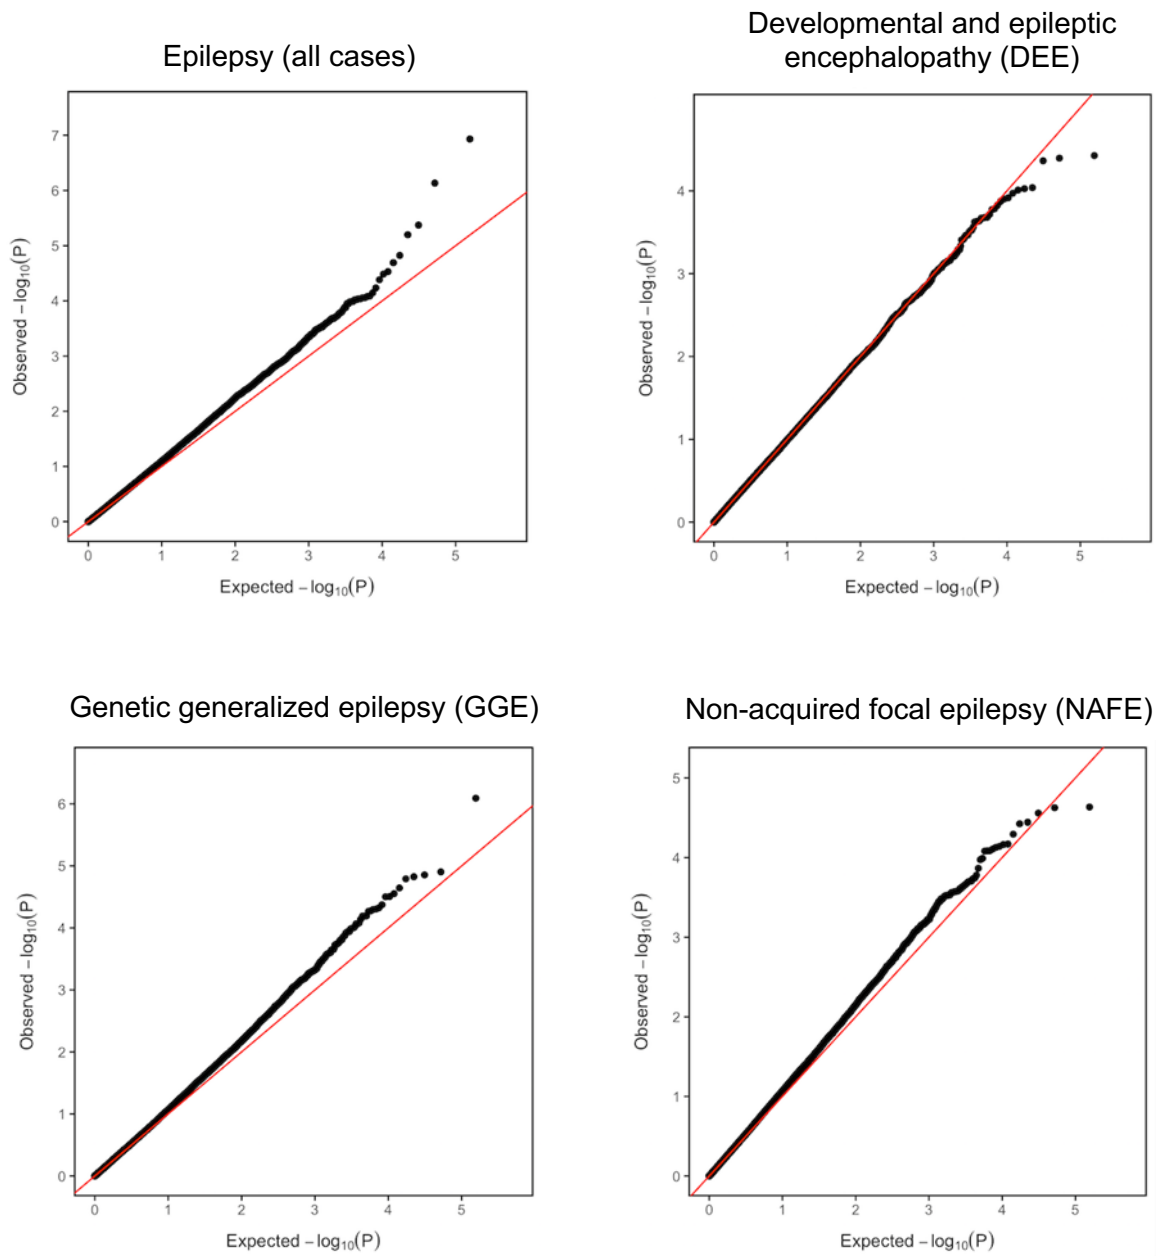 Epilepsy (all cases)
7
6
5
4
3
2
1
0
Observed −log₁₀(P)
0 1 2 3 4 5
Expected −log₁₀(P)
Developmental and epileptic
encephalopathy (DEE)
4
3
2
1
0
Observed −log₁₀(P)
0 1 2 3 4 5
Expected −log₁₀(P)
Genetic generalized epilepsy (GGE)
6
5
4
3
2
1
0
Observed −log₁₀(P)
0 1 2 3 4 5
Expected −log₁₀(P)
Non-acquired focal epilepsy (NAFE)
5
4
3
2
1
0
Observed −log₁₀(P)
0 1 2 3 4 5
Expected −log₁₀(P)